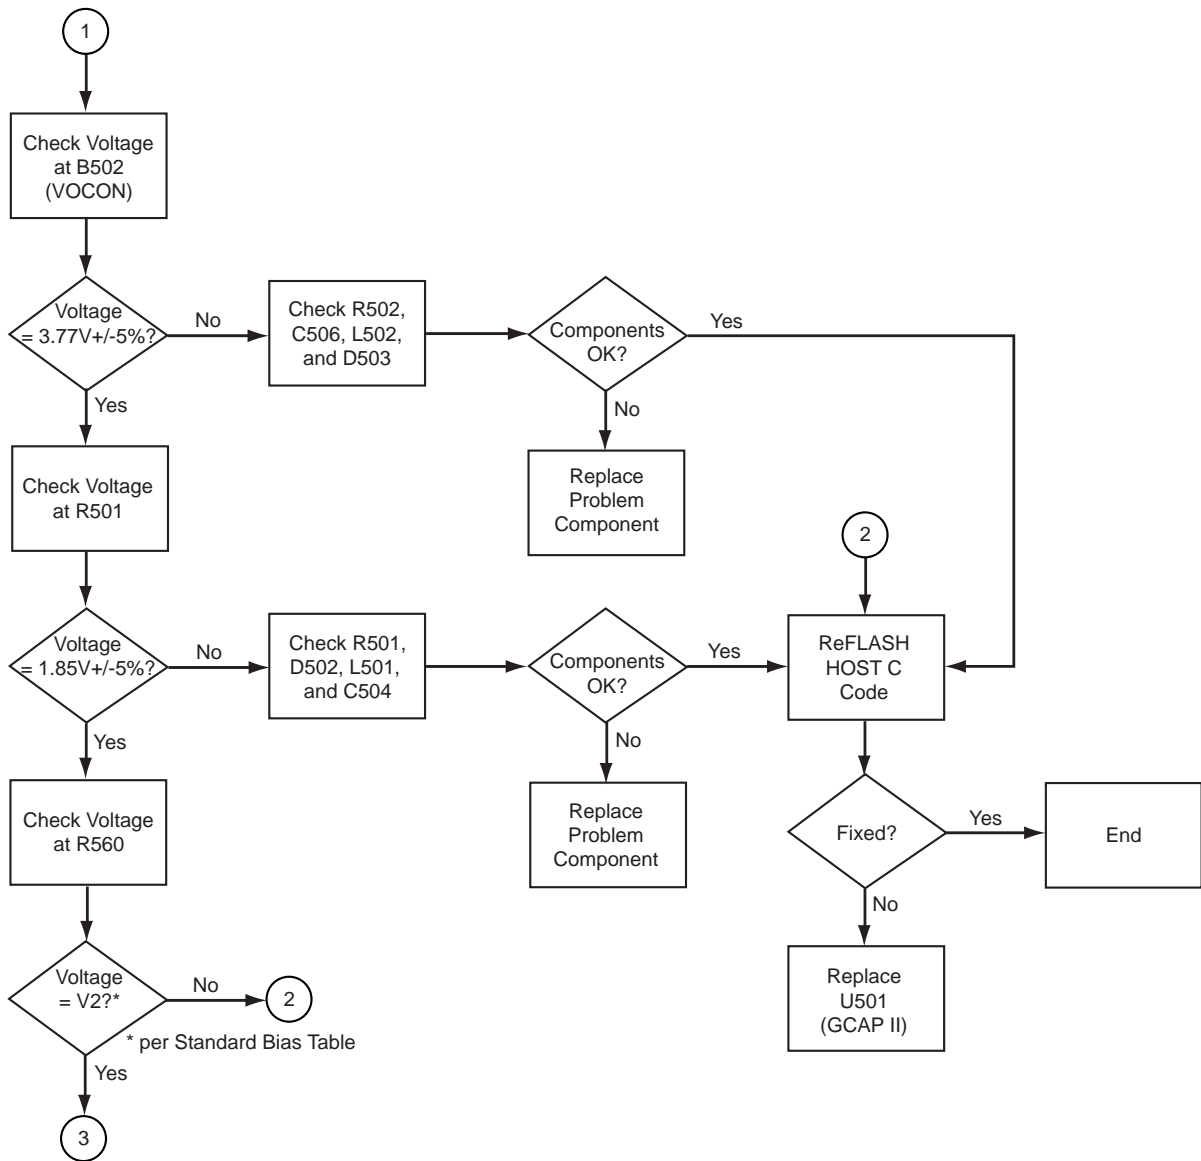 1
Check Voltage
at B502
(VOCON)
Voltage
= 3.77V+/-5%?
No
Check R502,
C506, L502,
and D503
Components
OK?
Yes
Yes
No
Check Voltage
at R501
Replace
Problem
Component
2
Voltage
= 1.85V+/-5%?
No
Check R501,
D502, L501,
and C504
Components
OK?
Yes
ReFLASH
HOST C
Code
Yes
No
Check Voltage
at R560
Replace
Problem
Component
Fixed?
Yes
End
No
Voltage
= V2?*
No
2
* per Standard Bias Table
Replace
U501
(GCAP II)
Yes
3